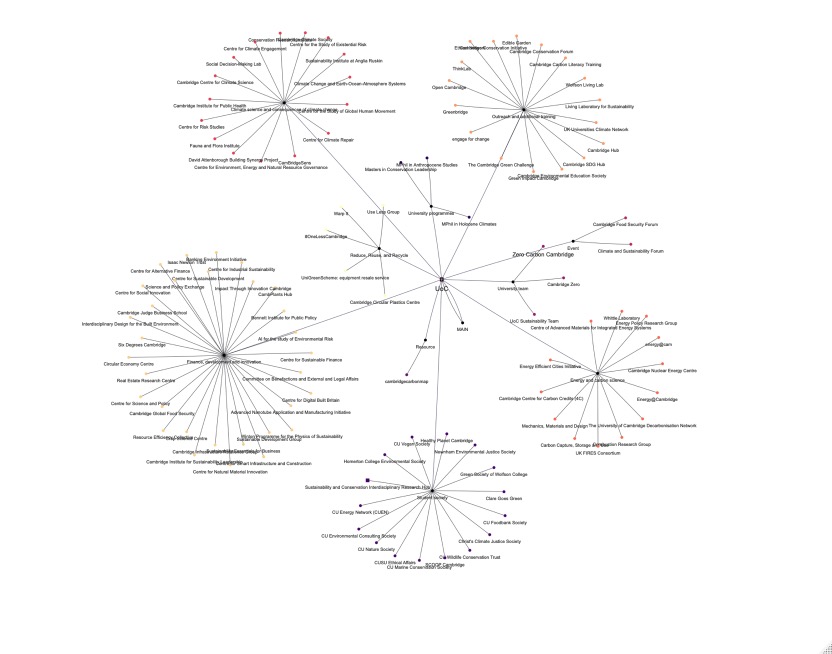 Cambridge Climate Society
Centre for Climate Engagement
Centre for the Study of Existential Risk
Social Decision-Making Lab
Sustainability Institute at Anglia Ruskin
Cambridge Centre for Climate Science
Climate Change and Earth-Ocean-Atmosphere Systems
Cambridge Institute for Public Health
Climate science and consequences of climate change
Centre for the Study of Global Human Movement
Centre for Risk Studies
Centre for Climate Repair
Fauna and Flore Institute
David Attenborough Building Synergy Project
CamBridgeSens
Centre for Environment, Energy and Natural Resource Governance
Edible Garden
Conservation Initiative
Cambridge Conservation Forum
ThinkLab
Cambridge Carbon Literacy Training
Open Cambridge
Wolfson Living Lab
Greenbridge
Living Laboratory for Sustainability
Outreach and additional training
UK Universities Climate Network
engage for change
Cambridge Hub
The Cambridge Green Challenge
Cambridge SDG Hub
Cambridge Environmental Education Society
Green Impact Cambridge
MPhil in Anthropocene Studies
Masters in Conservation Leadership
University programmes
MPhil in Holocene Climates
Use Less Group
Warp It
#OneLessCambridge
Reduce, Reuse, and Recycle
UniGreenScheme: equipment resale service
Cambridge Circular Plastics Centre
Cambridge Food Security Forum
Event
Climate and Sustainability Forum
Zero Carbon Cambridge
UoC
University team
Cambridge Zero
UoC Sustainability Team
MAIN
Resource
cambridgecarbonmap
Banking Environment Initiative
Isaac Newton Trust
Centre for Alternative Finance
Centre for Industrial Sustainability
Centre for Sustainable Development
Science and Policy Exchange
Impact Through Innovation Cambridge
Centre for Social Innovation
CambPlants Hub
Cambridge Judge Business School
Bennett Institute for Public Policy
Interdisciplinary Design for the Built Environment
AI for the study of Environmental Risk
Six Degrees Cambridge
Finance, development and innovation
Centre for Sustainable Finance
Circular Economy Centre
Real Estate Research Centre
Committee on Benefactions and External and Legal Affairs
Centre for Science and Policy
Centre for Digital Built Britain
Cambridge Global Food Security
Advanced Nanotube Application and Manufacturing Initiative
Resource Efficiency Collective
Winton Programme for the Physics of Sustainability
Sustainable Development Group
Cambridge Institute for Sustainable Leadership
Centre for Smart Infrastructure and Construction
Centre for Natural Material Innovation
Whittle Laboratory
Energy Policy Research Group
Centre of Advanced Materials for Integrated Energy Systems
energy@cam
Energy Efficient Cities Initiative
Cambridge Nuclear Energy Centre
Energy and carbon science
Cambridge Centre for Carbon Credits (4C)
Energy@Cambridge
Mechanics, Materials and Design
The University of Cambridge Decarbonisation Network
Carbon Capture, Storage and Use
Combustion Research Group
UK FIRES Consortium
CU Vegan Society
Healthy Planet Cambridge
Newnham Environmental Justice Society
Homerton College Environmental Society
Green Society of Wolfson College
Sustainability and Conservation Interdisciplinary Research Hub
Student society
Clare Goes Green
CU Energy Network (CUEN)
CU Foodbank Society
CU Environmental Consulting Society
Christ's Climate Justice Society
CU Nature Society
CU Wildlife Conservation Trust
CUSU Ethical Affairs
SCOOP Cambridge
CU Marine Conservation Society